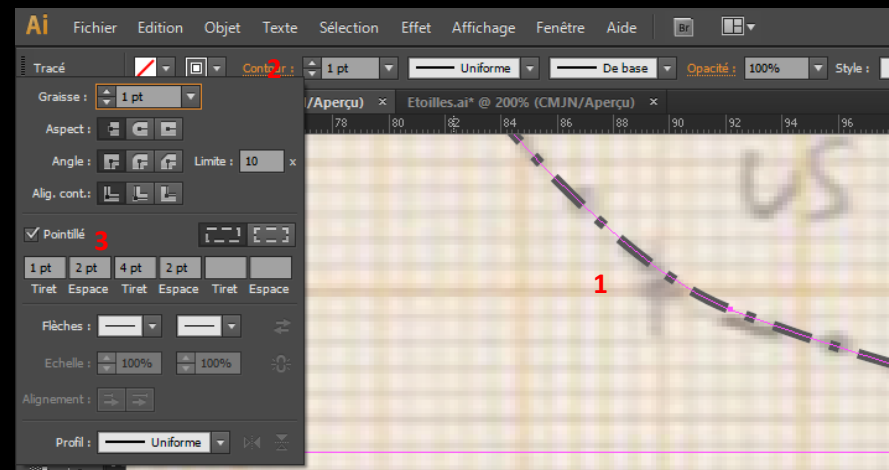 Ai Fichier Edition Objet Texte Sélection Effet Affichage Fenêtre Aide Br
Tracé Contour : 2 1 pt Uniforme De base Opacité : 100% Style :
Graisse : 1 pt /Aperçu) × Etoilles.ai* @ 200% (CMJN/Aperçu) ×
78 80 82 84 86 88 90 92 94 96
Aspect :
Angle : Limite : 10 x
Alig. cont.:
us
Pointillé 3
1 pt 2 pt 4 pt 2 pt
Tiret Espace Tiret Espace Tiret Espace
1
Flèches :
Echelle : 100% 100%
Alignement :
Profil : Uniforme